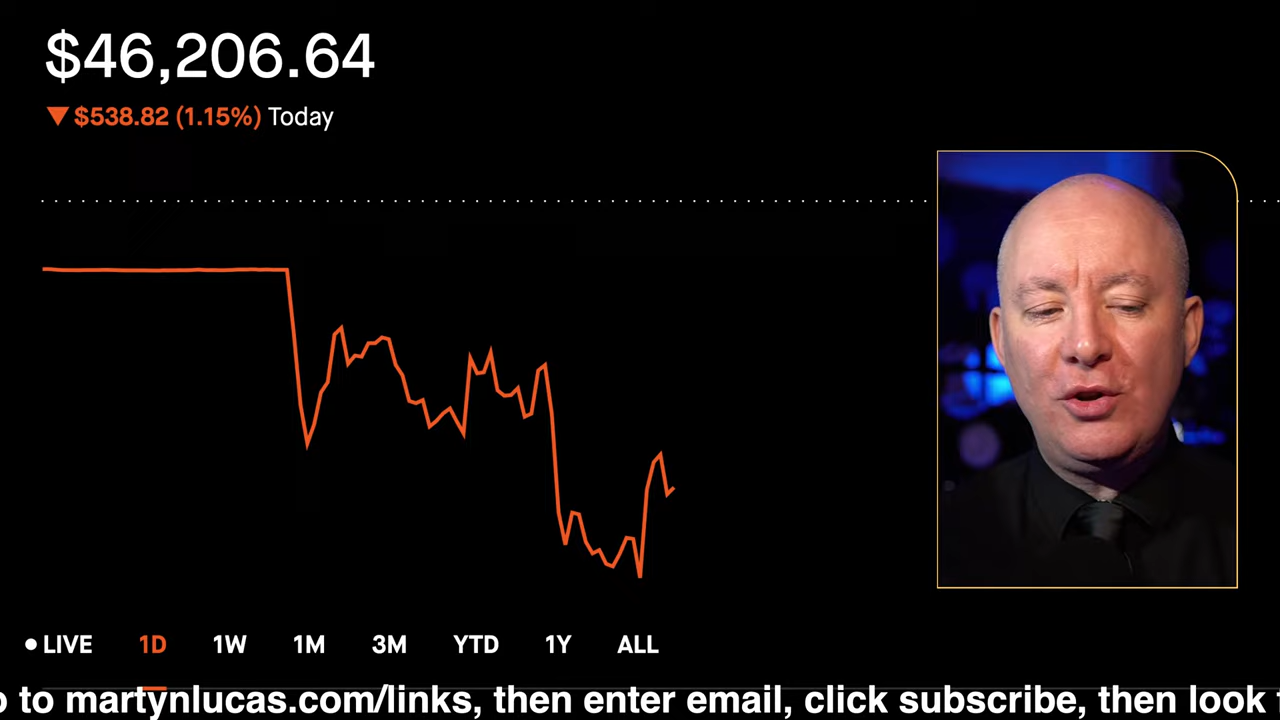 $46,206.64
▼ $538.82 (1.15%) Today
LIVE 1D 1W 1M 3M YTD 1Y ALL
to martynlucas.com/links, then enter email, click subscribe, then look